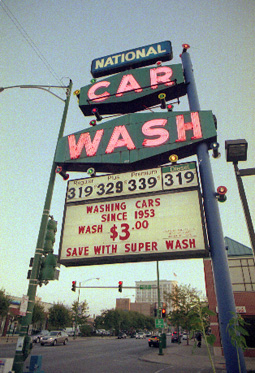 NATIONAL
CAR
WASH
Regular Plus Premium
319 329 339 319
WASHING CARS
SINCE 1953
WASH $3.00
SAVE WITH SUPER WASH